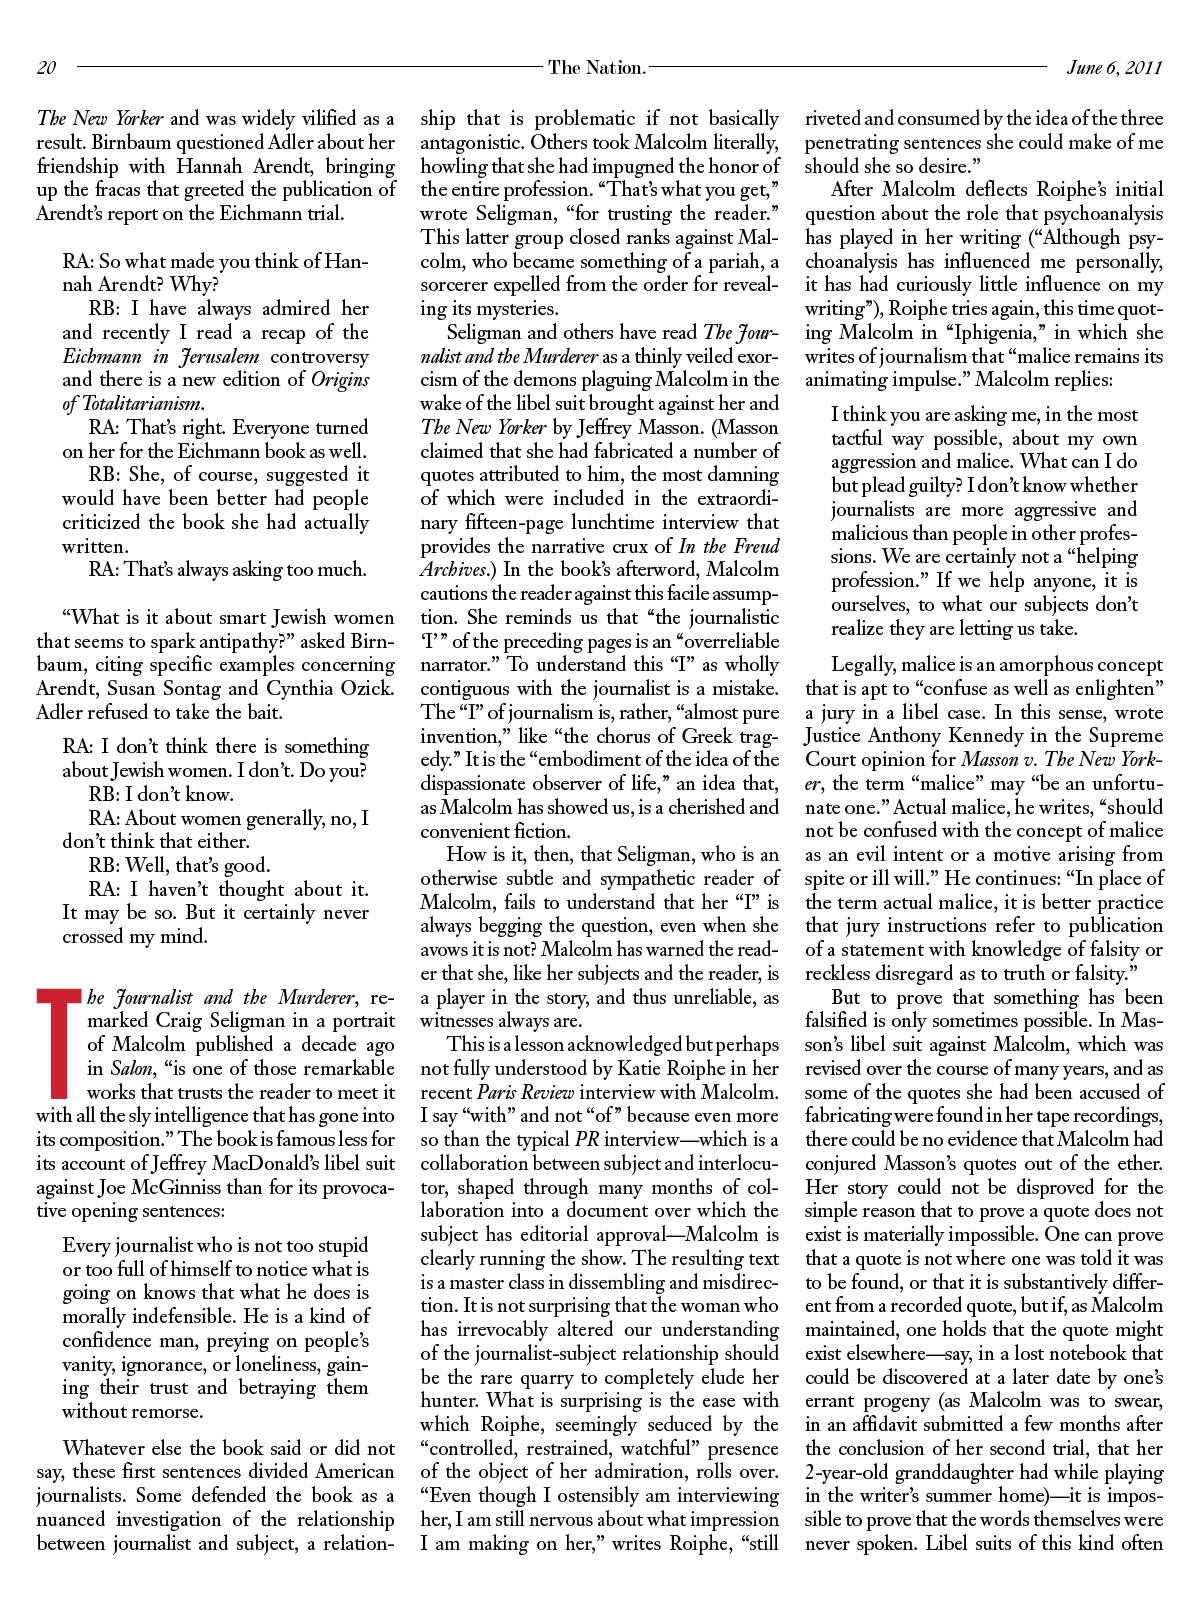 20
The Nation.
June 6, 2011
The New Yorker and was widely vilified as a
result. Birnbaum questioned Adler about her
friendship with Hannah Arendt, bringing
up the fracas that greeted the publication of
Arendt's report on the Eichmann trial.
RA: So what made you think of Han-
nah Arendt? Why?
RB: I have always admired her
and recently I read a recap of the
Eichmann in Jerusalem controversy
and there is a new edition of Origins
of Totalitarianism.
RA: That's right. Everyone turned
on her for the Eichmann book as well.
RB: She, of course, suggested it
would have been better had people
criticized the book she had actually
written.
RA: That's always asking too much.
“What is it about smart Jewish women
that seems to spark antipathy?” asked Birn-
baum, citing specific examples concerning
Arendt, Susan Sontag and Cynthia Ozick.
Adler refused to take the bait.
RA: I don't think there is something
about Jewish women. I don't. Do you?
RB: I don't know.
RA: About women generally, no, I
don't think that either.
RB: Well, that's good.
RA: I haven't thought about it.
It may be so. But it certainly never
crossed my mind.
The Journalist and the Murderer, re-
marked Craig Seligman in a portrait
of Malcolm published a decade ago
in Salon, “is one of those remarkable
works that trusts the reader to meet it
with all the sly intelligence that has gone into
its composition.” The book is famous less for
its account of Jeffrey MacDonald's libel suit
against Joe McGinniss than for its provoca-
tive opening sentences:
Every journalist who is not too stupid
or too full of himself to notice what is
going on knows that what he does is
morally indefensible. He is a kind of
confidence man, preying on people's
vanity, ignorance, or loneliness, gain-
ing their trust and betraying them
without remorse.
Whatever else the book said or did not
say, these first sentences divided American
journalists. Some defended the book as a
nuanced investigation of the relationship
between journalist and subject, a relation-
ship that is problematic if not basically
antagonistic. Others took Malcolm literally,
howling that she had impugned the honor of
the entire profession. “That's what you get,”
wrote Seligman, “for trusting the reader.”
This latter group closed ranks against Mal-
colm, who became something of a pariah, a
sorcerer expelled from the order for reveal-
ing its mysteries.
Seligman and others have read The Jour-
nalist and the Murderer as a thinly veiled exor-
cism of the demons plaguing Malcolm in the
wake of the libel suit brought against her and
The New Yorker by Jeffrey Masson. (Masson
claimed that she had fabricated a number of
quotes attributed to him, the most damning
of which were included in the extraordi-
nary fifteen-page lunchtime interview that
provides the narrative crux of In the Freud
Archives.) In the book's afterword, Malcolm
cautions the reader against this facile assump-
tion. She reminds us that “the journalistic
‘I’ ” of the preceding pages is an “overreliable
narrator.” To understand this “I” as wholly
contiguous with the journalist is a mistake.
The “I” of journalism is, rather, “almost pure
invention,” like “the chorus of Greek trag-
edy.” It is the “embodiment of the idea of the
dispassionate observer of life,” an idea that,
as Malcolm has showed us, is a cherished and
convenient fiction.
How is it, then, that Seligman, who is an
otherwise subtle and sympathetic reader of
Malcolm, fails to understand that her “I” is
always begging the question, even when she
avows it is not? Malcolm has warned the read-
er that she, like her subjects and the reader, is
a player in the story, and thus unreliable, as
witnesses always are.
This is a lesson acknowledged but perhaps
not fully understood by Katie Roiphe in her
recent Paris Review interview with Malcolm.
I say “with” and not “of” because even more
so than the typical PR interview—which is a
collaboration between subject and interlocu-
tor, shaped through many months of col-
laboration into a document over which the
subject has editorial approval—Malcolm is
clearly running the show. The resulting text
is a master class in dissembling and misdirec-
tion. It is not surprising that the woman who
has irrevocably altered our understanding
of the journalist-subject relationship should
be the rare quarry to completely elude her
hunter. What is surprising is the ease with
which Roiphe, seemingly seduced by the
“controlled, restrained, watchful” presence
of the object of her admiration, rolls over.
“Even though I ostensibly am interviewing
her, I am still nervous about what impression
I am making on her,” writes Roiphe, “still
riveted and consumed by the idea of the three
penetrating sentences she could make of me
should she so desire.”
After Malcolm deflects Roiphe's initial
question about the role that psychoanalysis
has played in her writing (“Although psy-
choanalysis has influenced me personally,
it has had curiously little influence on my
writing”), Roiphe tries again, this time quot-
ing Malcolm in “Iphigenia,” in which she
writes of journalism that “malice remains its
animating impulse.” Malcolm replies:
I think you are asking me, in the most
tactful way possible, about my own
aggression and malice. What can I do
but plead guilty? I don't know whether
journalists are more aggressive and
malicious than people in other profes-
sions. We are certainly not a “helping
profession.” If we help anyone, it is
ourselves, to what our subjects don't
realize they are letting us take.
Legally, malice is an amorphous concept
that is apt to “confuse as well as enlighten”
a jury in a libel case. In this sense, wrote
Justice Anthony Kennedy in the Supreme
Court opinion for Masson v. The New York-
er, the term “malice” may “be an unfortu-
nate one.” Actual malice, he writes, “should
not be confused with the concept of malice
as an evil intent or a motive arising from
spite or ill will.” He continues: “In place of
the term actual malice, it is better practice
that jury instructions refer to publication
of a statement with knowledge of falsity or
reckless disregard as to truth or falsity.”
But to prove that something has been
falsified is only sometimes possible. In Mas-
son's libel suit against Malcolm, which was
revised over the course of many years, and as
some of the quotes she had been accused of
fabricating were found in her tape recordings,
there could be no evidence that Malcolm had
conjured Masson's quotes out of the ether.
Her story could not be disproved for the
simple reason that to prove a quote does not
exist is materially impossible. One can prove
that a quote is not where one was told it was
to be found, or that it is substantively differ-
ent from a recorded quote, but if, as Malcolm
maintained, one holds that the quote might
exist elsewhere—say, in a lost notebook that
could be discovered at a later date by one's
errant progeny (as Malcolm was to swear,
in an affidavit submitted a few months after
the conclusion of her second trial, that her
2-year-old granddaughter had while playing
in the writer's summer home)—it is impos-
sible to prove that the words themselves were
never spoken. Libel suits of this kind often